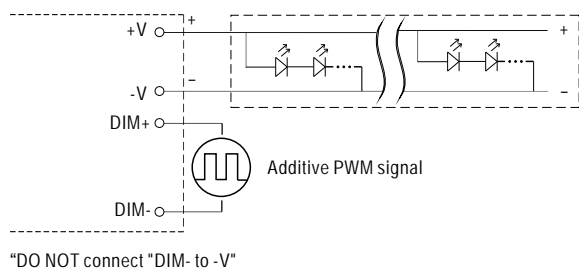 +V
+
-V
−
+
−
DIM+
Additive PWM signal
DIM-
“DO NOT connect "DIM- to -V"